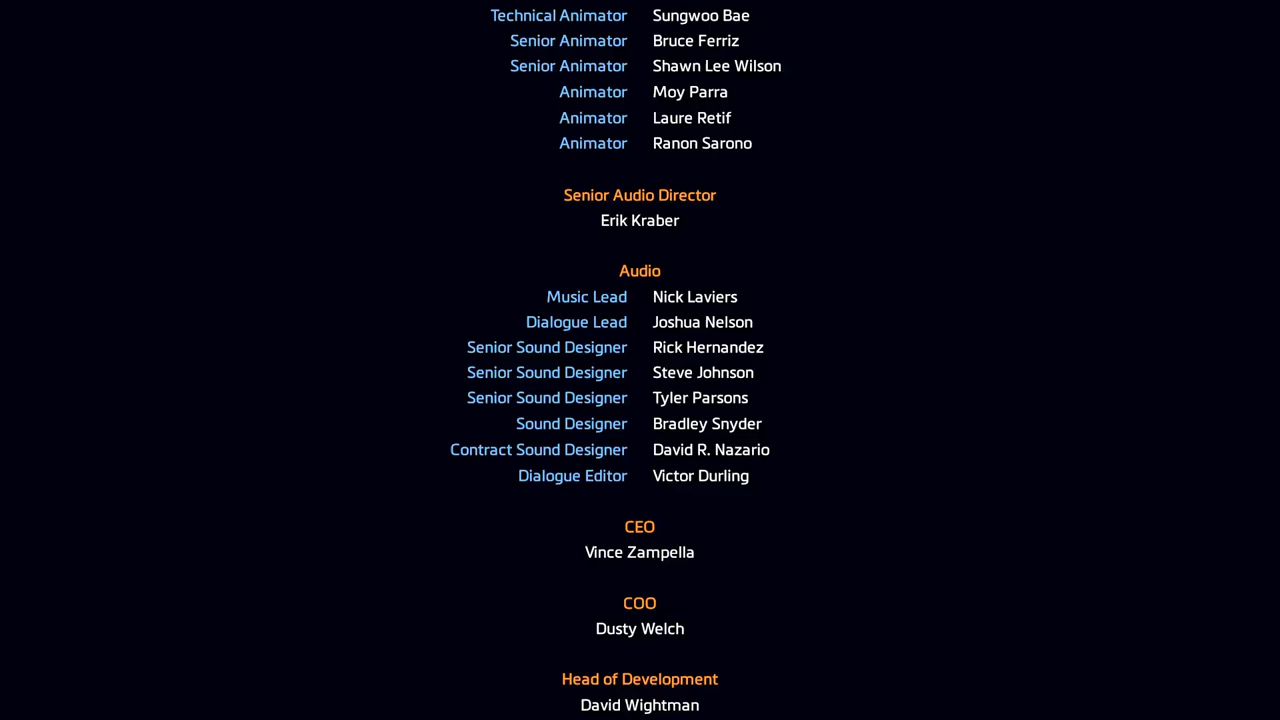 Technical Animator Sungwoo Bae
Senior Animator Bruce Ferriz
Senior Animator Shawn Lee Wilson
Animator Moy Parra
Animator Laure Retif
Animator Ranon Sarono
Senior Audio Director
Erik Kraber
Audio
Music Lead Nick Laviers
Dialogue Lead Joshua Nelson
Senior Sound Designer Rick Hernandez
Senior Sound Designer Steve Johnson
Senior Sound Designer Tyler Parsons
Sound Designer Bradley Snyder
Contract Sound Designer David R. Nazario
Dialogue Editor Victor Durling
CEO
Vince Zampella
COO
Dusty Welch
Head of Development
David Wightman